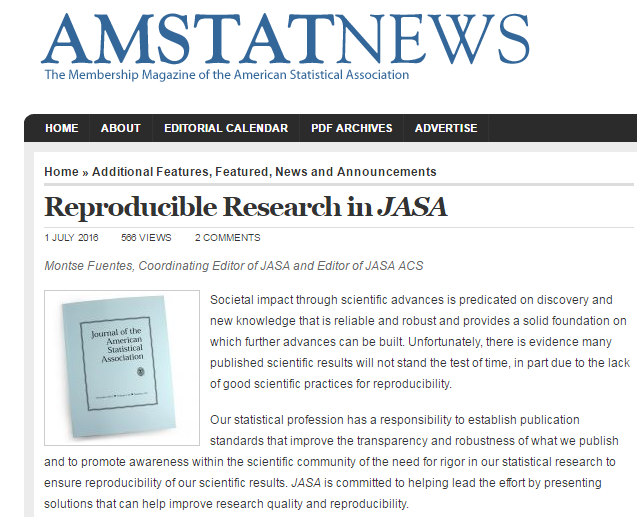 AMSTATNEWS
The Membership Magazine of the American Statistical Association
HOME ABOUT EDITORIAL CALENDAR PDF ARCHIVES ADVERTISE
Home » Additional Features, Featured, News and Announcements
Reproducible Research in JASA
1 JULY 2016 566 VIEWS 2 COMMENTS
Montse Fuentes, Coordinating Editor of JASA and Editor of JASA ACS
Journal of the
American
Statistical
Association
Societal impact through scientific advances is predicated on discovery and
new knowledge that is reliable and robust and provides a solid foundation on
which further advances can be built. Unfortunately, there is evidence many
published scientific results will not stand the test of time, in part due to the lack
of good scientific practices for reproducibility.
Our statistical profession has a responsibility to establish publication
standards that improve the transparency and robustness of what we publish
and to promote awareness within the scientific community of the need for rigor in our statistical research to
ensure reproducibility of our scientific results. JASA is committed to helping lead the effort by presenting
solutions that can help improve research quality and reproducibility.